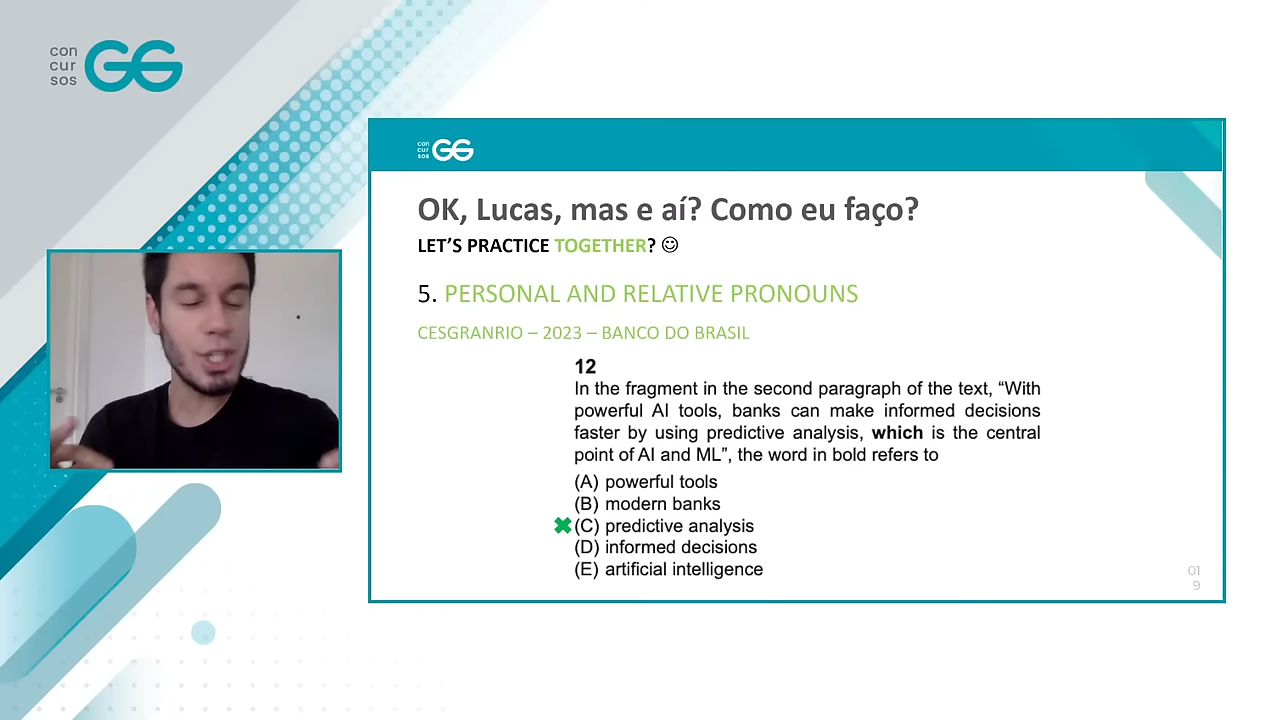 con
cur
sos
GG
con
cur
sos
GG
OK, Lucas, mas e aí? Como eu faço?
LET’S PRACTICE TOGETHER? ☺
5. PERSONAL AND RELATIVE PRONOUNS
CESGRANRIO – 2023 – BANCO DO BRASIL
12
In the fragment in the second paragraph of the text, “With
powerful AI tools, banks can make informed decisions
faster by using predictive analysis, which is the central
point of AI and ML”, the word in bold refers to
(A) powerful tools
(B) modern banks
(C) predictive analysis
(D) informed decisions
(E) artificial intelligence
01
9